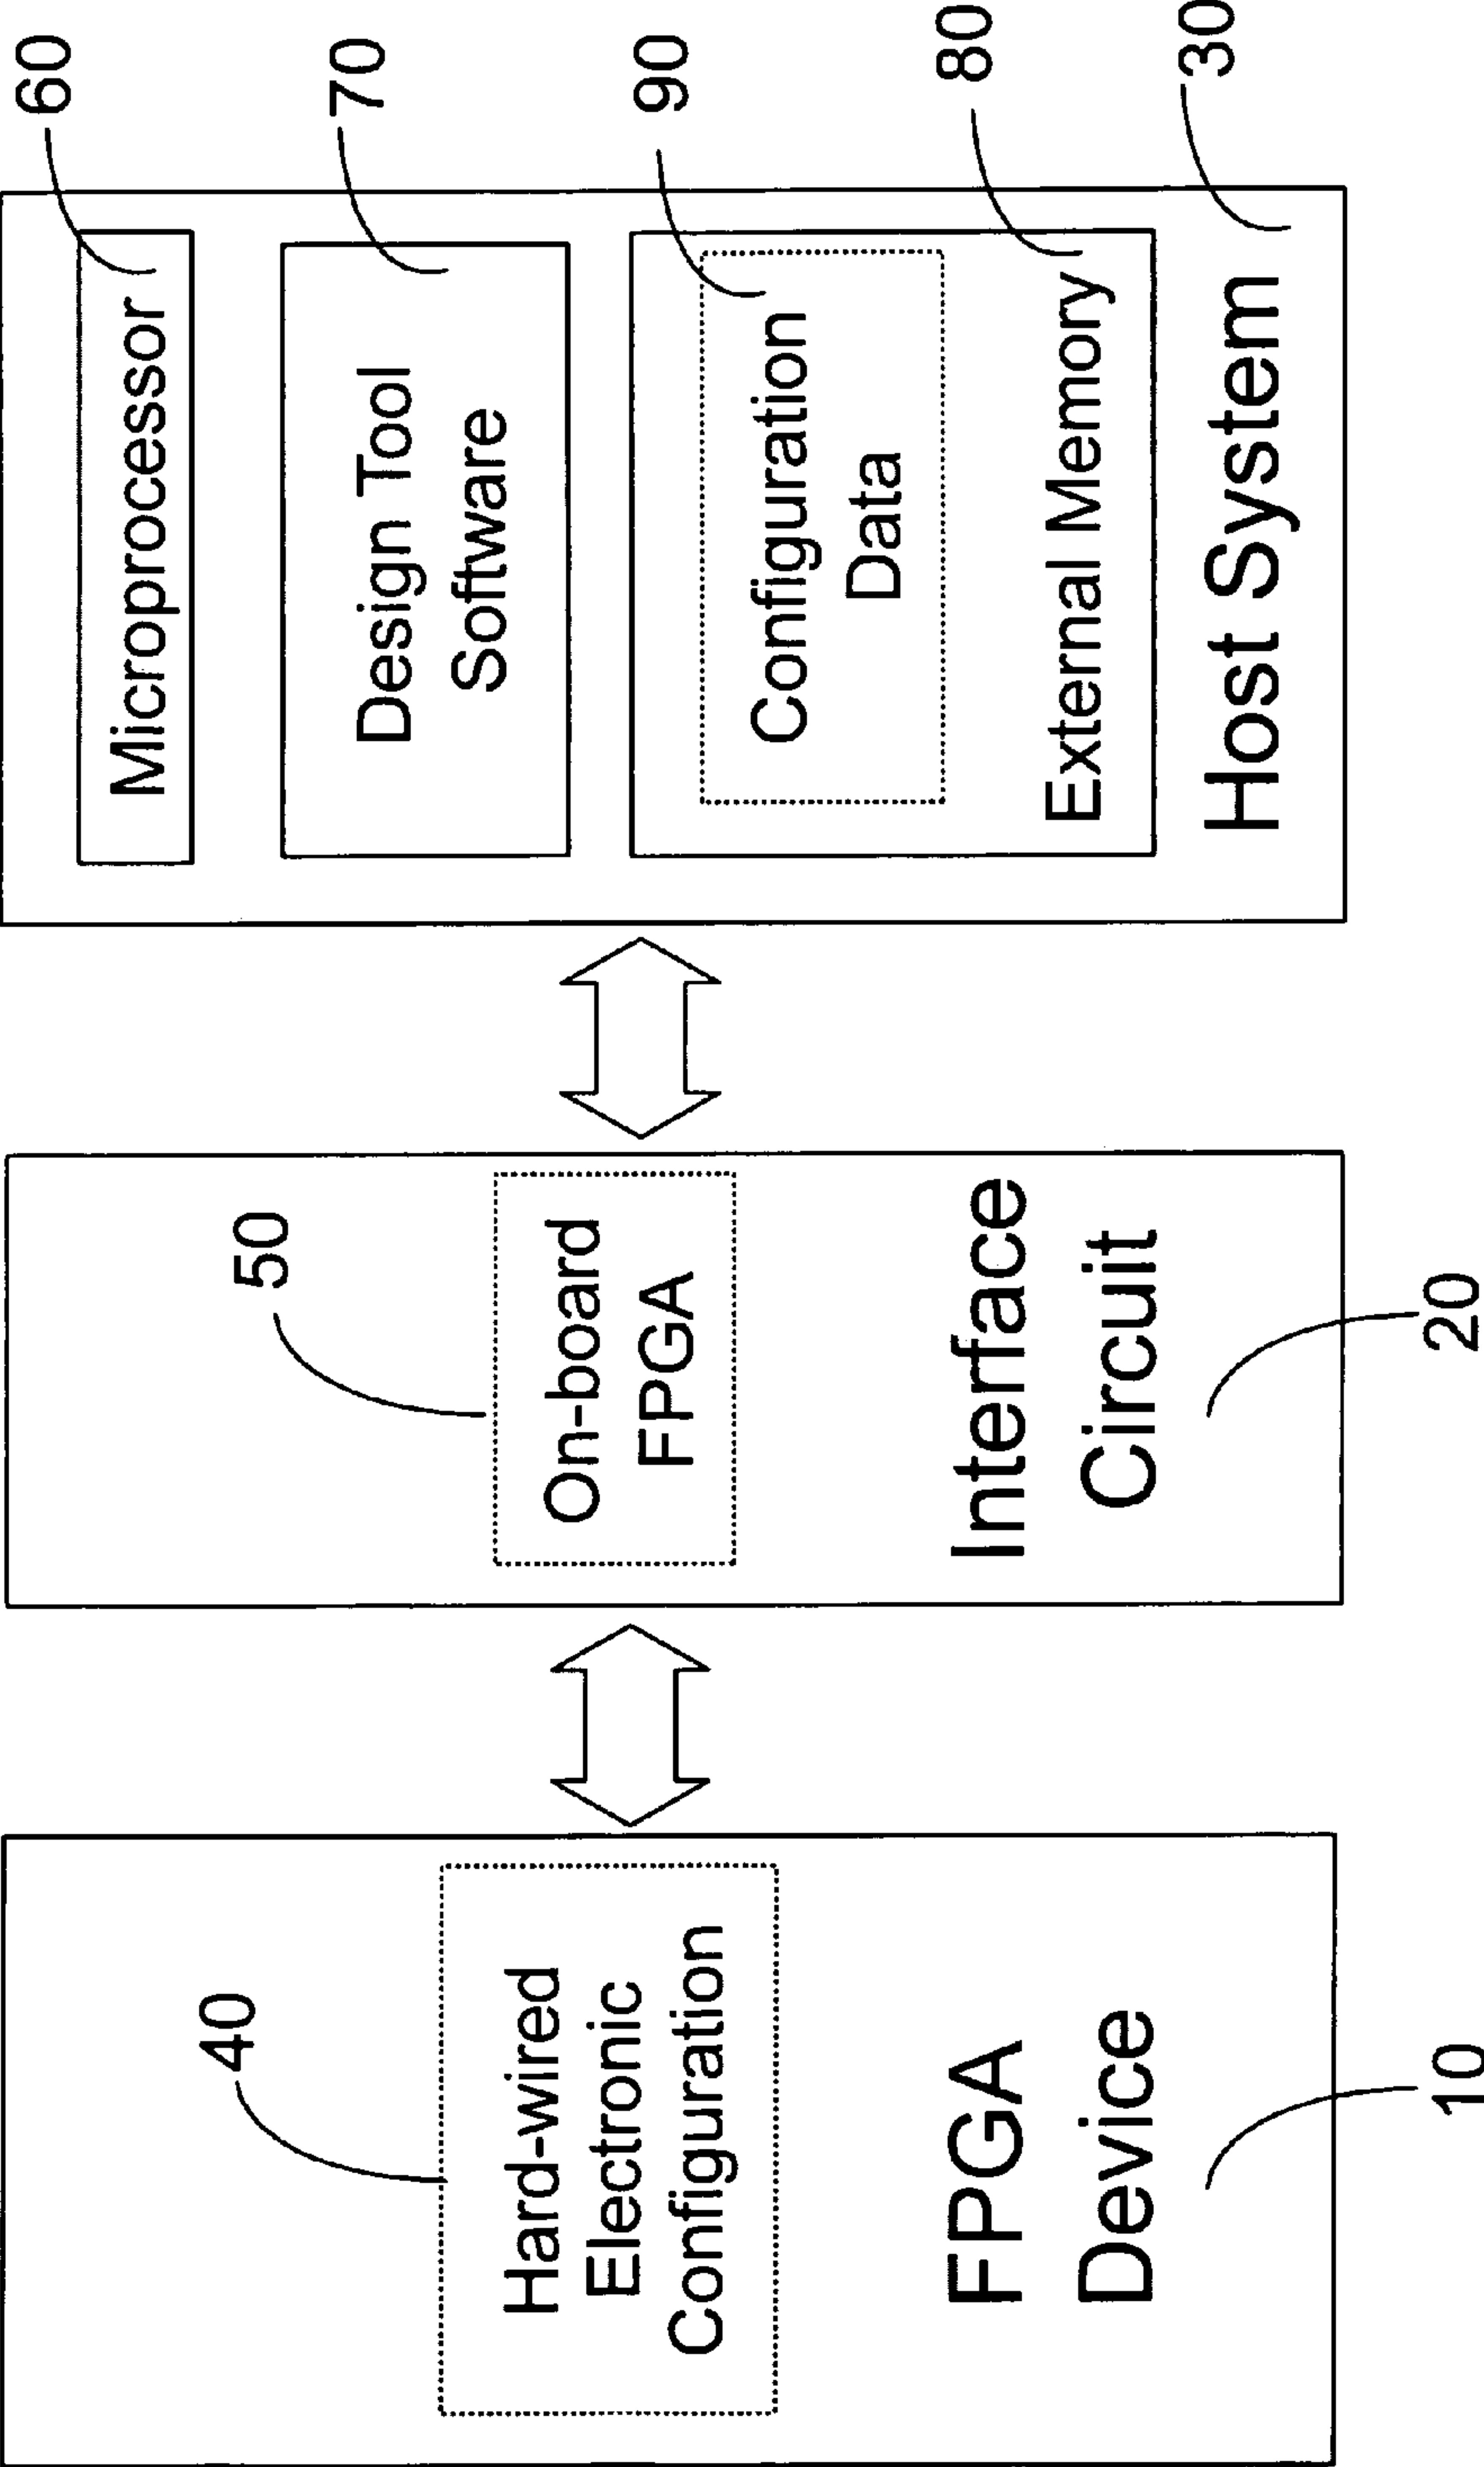 40
Hard-wired
Electronic
Configuration
FPGA
Device
10
50
On-board
FPGA
Interface
Circuit
20
Microprocessor
60
Design Tool
Software
70
Configuration
Data
90
External Memory
80
Host System
30